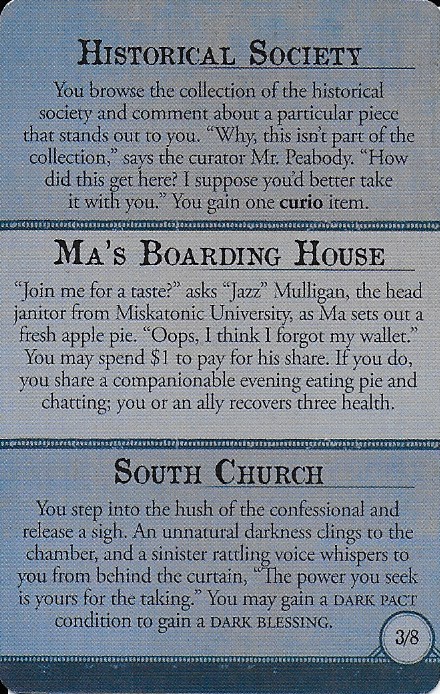 Historical Society
You browse the collection of the historical
society and comment about a particular piece
that stands out to you. “Why, this isn’t part of the
collection,” says the curator Mr. Peabody. “How
did this get here? I suppose you’d better take
it with you.” You gain one curio item.
Ma’s Boarding House
“Join me for a taste?” asks “Jazz” Mulligan, the head
janitor from Miskatonic University, as Ma sets out a
fresh apple pie. “Oops, I think I forgot my wallet.”
You may spend $1 to pay for his share. If you do,
you share a companionable evening eating pie and
chatting; you or an ally recovers three health.
South Church
You step into the hush of the confessional and
release a sigh. An unnatural darkness clings to the
chamber, and a sinister rattling voice whispers to
you from behind the curtain, “The power you seek
is yours for the taking.” You may gain a DARK PACT
condition to gain a DARK BLESSING.
3/8